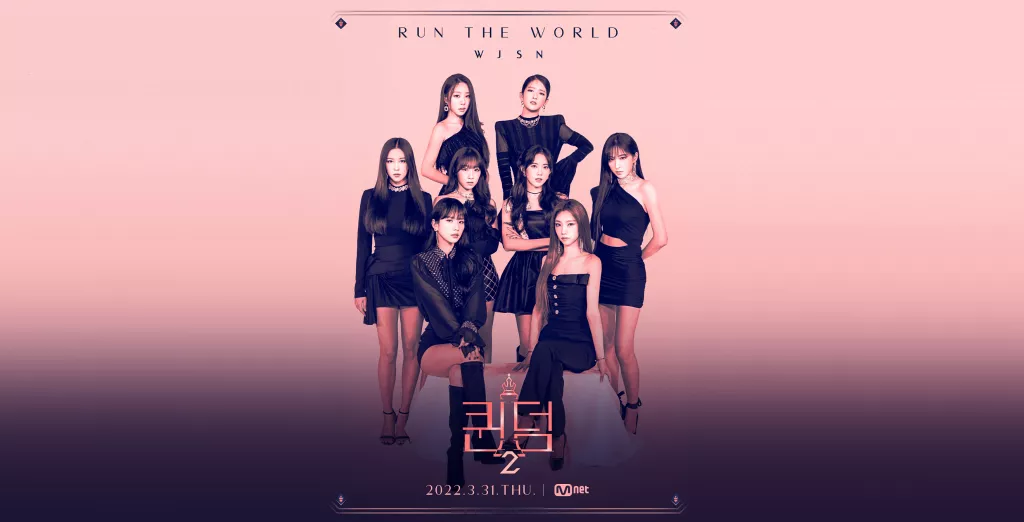 RUN THE WORLD
WJSN
퀸덤
2
2022.3.31.THU. | Mnet